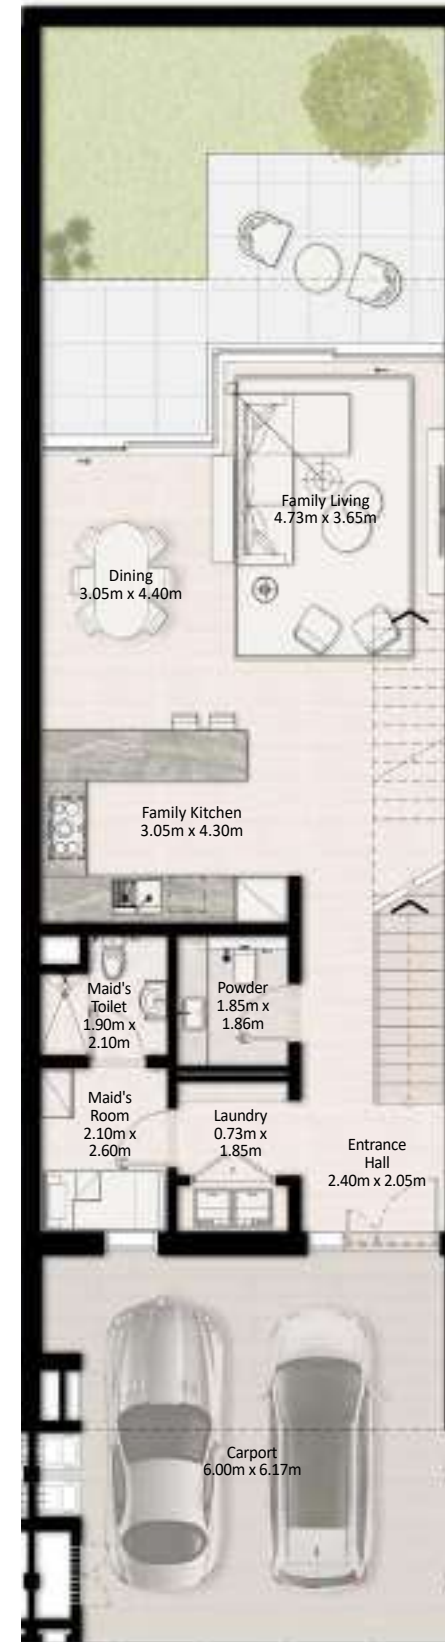 Family Living
4.73m x 3.65m
Dining
3.05m x 4.40m
Family Kitchen
3.05m x 4.30m
Maid's
Toilet
1.90m x
2.10m
Powder
1.85m x
1.86m
Maid's
Room
2.10m x
2.60m
Laundry
0.73m x
1.85m
Entrance
Hall
2.40m x 2.05m
Carport
6.00m x 6.17m